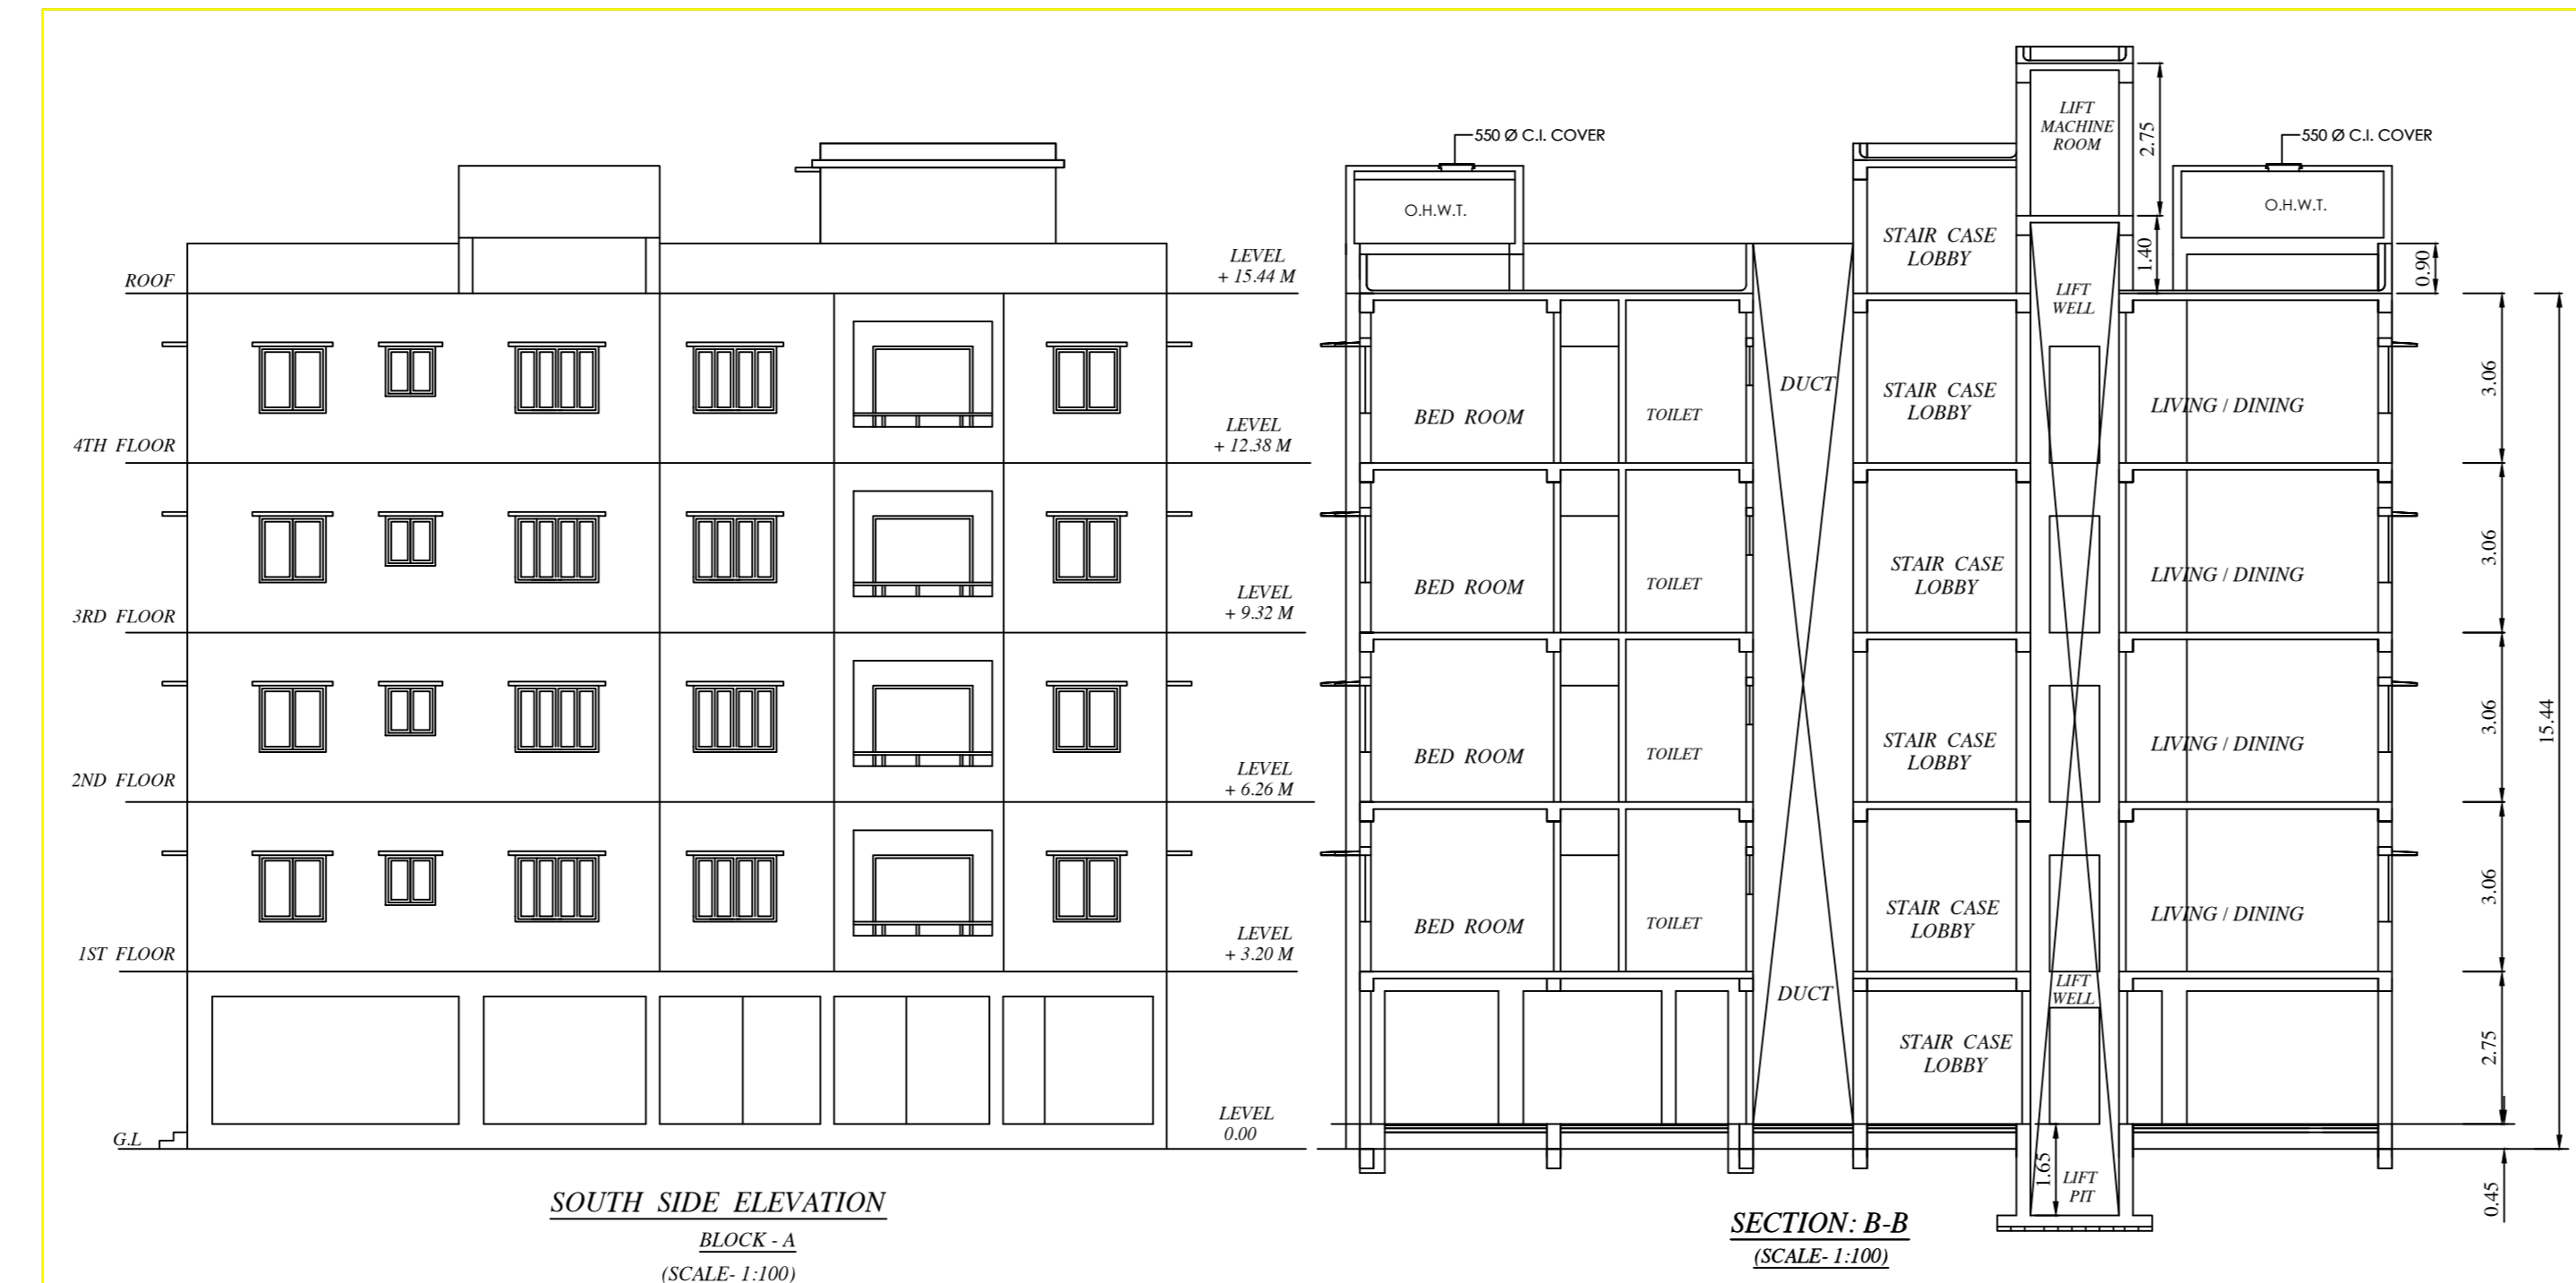 ROOF
4TH FLOOR
3RD FLOOR
2ND FLOOR
1ST FLOOR
G.L
LEVEL
+ 15.44 M
LEVEL
+ 12.38 M
LEVEL
+ 9.32 M
LEVEL
+ 6.26 M
LEVEL
+ 3.20 M
LEVEL
0.00
SOUTH SIDE ELEVATION
BLOCK - A
(SCALE- 1:100)
550 Ø C.I. COVER
550 Ø C.I. COVER
O.H.W.T.
O.H.W.T.
LIFT
MACHINE
ROOM
2.75
1.40
0.90
STAIR CASE
LOBBY
LIFT
WELL
BED ROOM
TOILET
DUCT
STAIR CASE
LOBBY
LIVING / DINING
3.06
BED ROOM
TOILET
STAIR CASE
LOBBY
LIVING / DINING
3.06
BED ROOM
TOILET
STAIR CASE
LOBBY
LIVING / DINING
3.06
15.44
BED ROOM
TOILET
STAIR CASE
LOBBY
LIVING / DINING
3.06
DUCT
LIFT
WELL
STAIR CASE
LOBBY
2.75
1.65
LIFT
PIT
0.45
SECTION: B-B
(SCALE- 1:100)